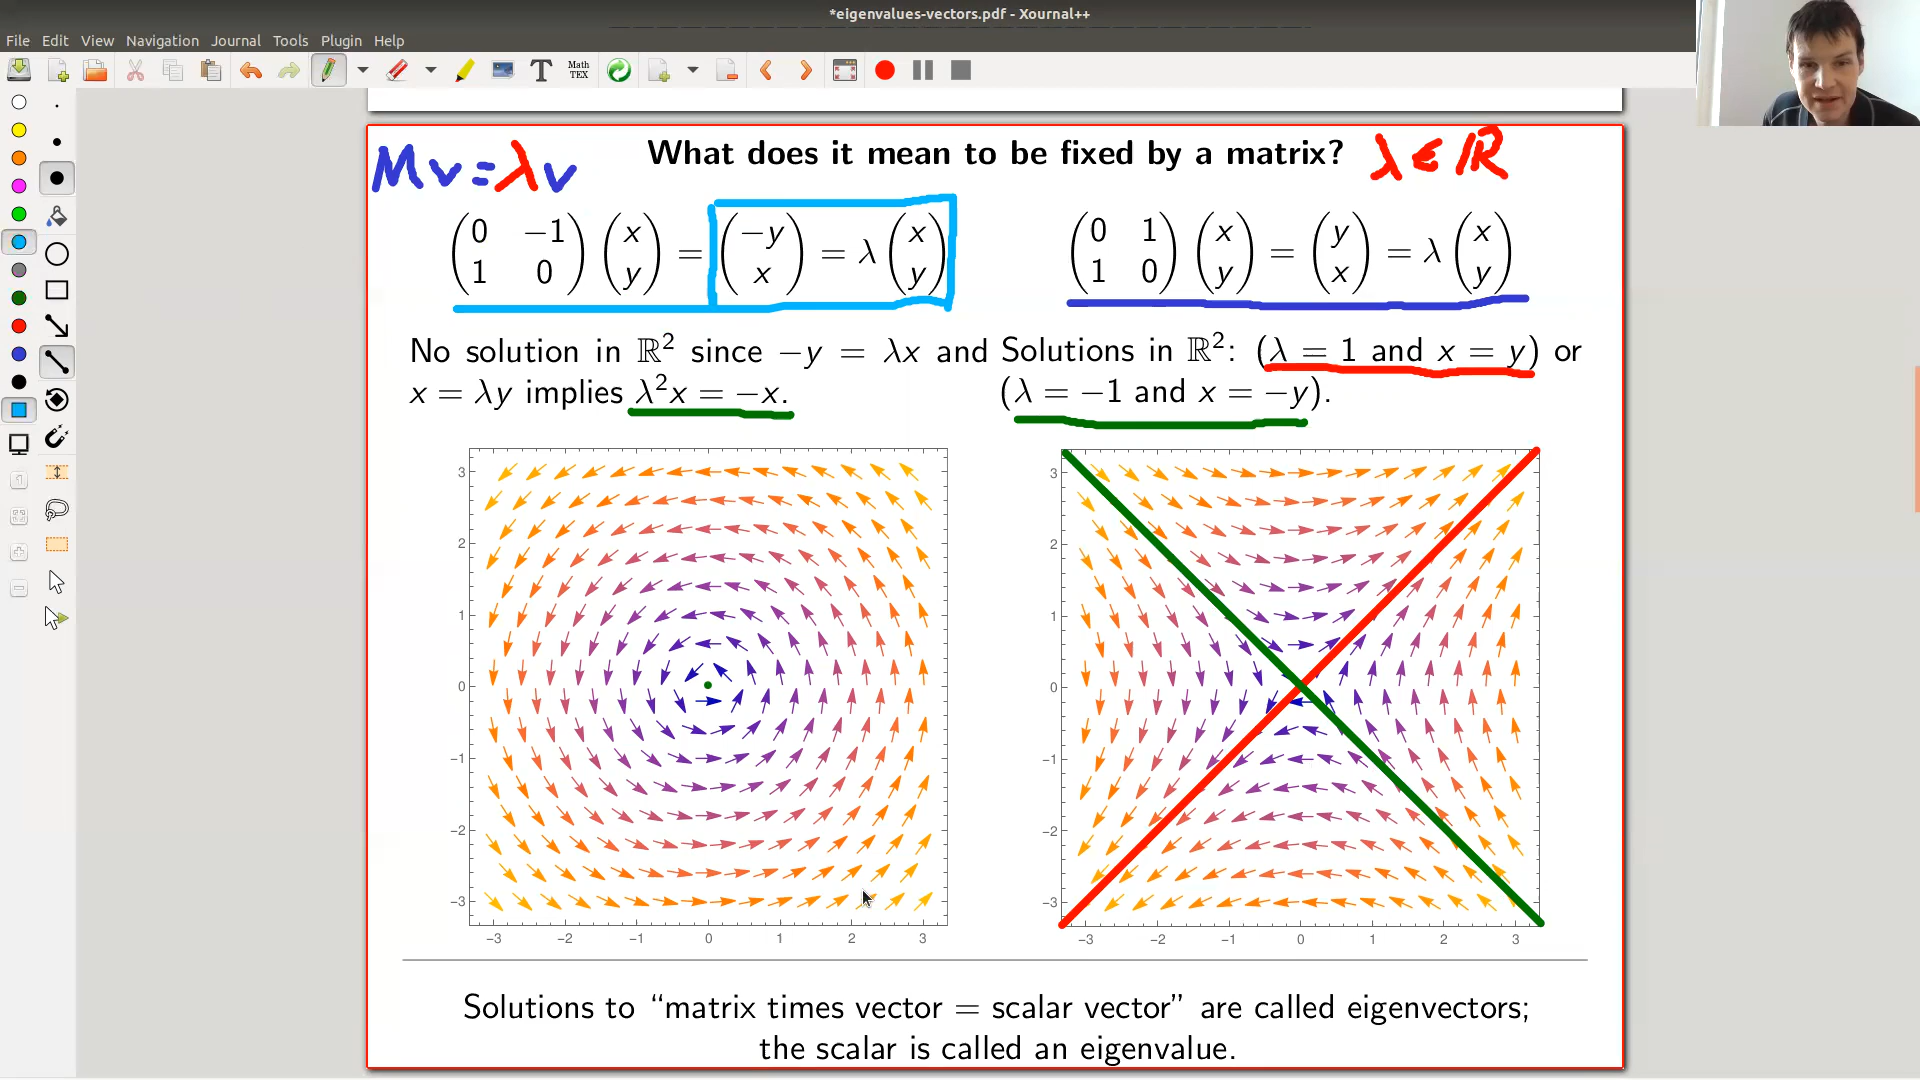 *eigenvalues-vectors.pdf - Xournal++
File Edit View Navigation Journal Tools Plugin Help
Math TEX
Mv = λv
What does it mean to be fixed by a matrix?
λ ∈ ℝ
(0 −1; 1 0)(x; y) = (−y; x) = λ(x; y)
(0 1; 1 0)(x; y) = (y; x) = λ(x; y)
No solution in ℝ² since −y = λx and
x = λy implies λ²x = −x.
Solutions in ℝ²: (λ = 1 and x = y) or
(λ = −1 and x = −y).
3
2
1
0
−1
−2
−3
−3 −2 −1 0 1 2 3
3
2
1
0
−1
−2
−3
−3 −2 −1 0 1 2 3
Solutions to “matrix times vector = scalar vector” are called eigenvectors;
the scalar is called an eigenvalue.